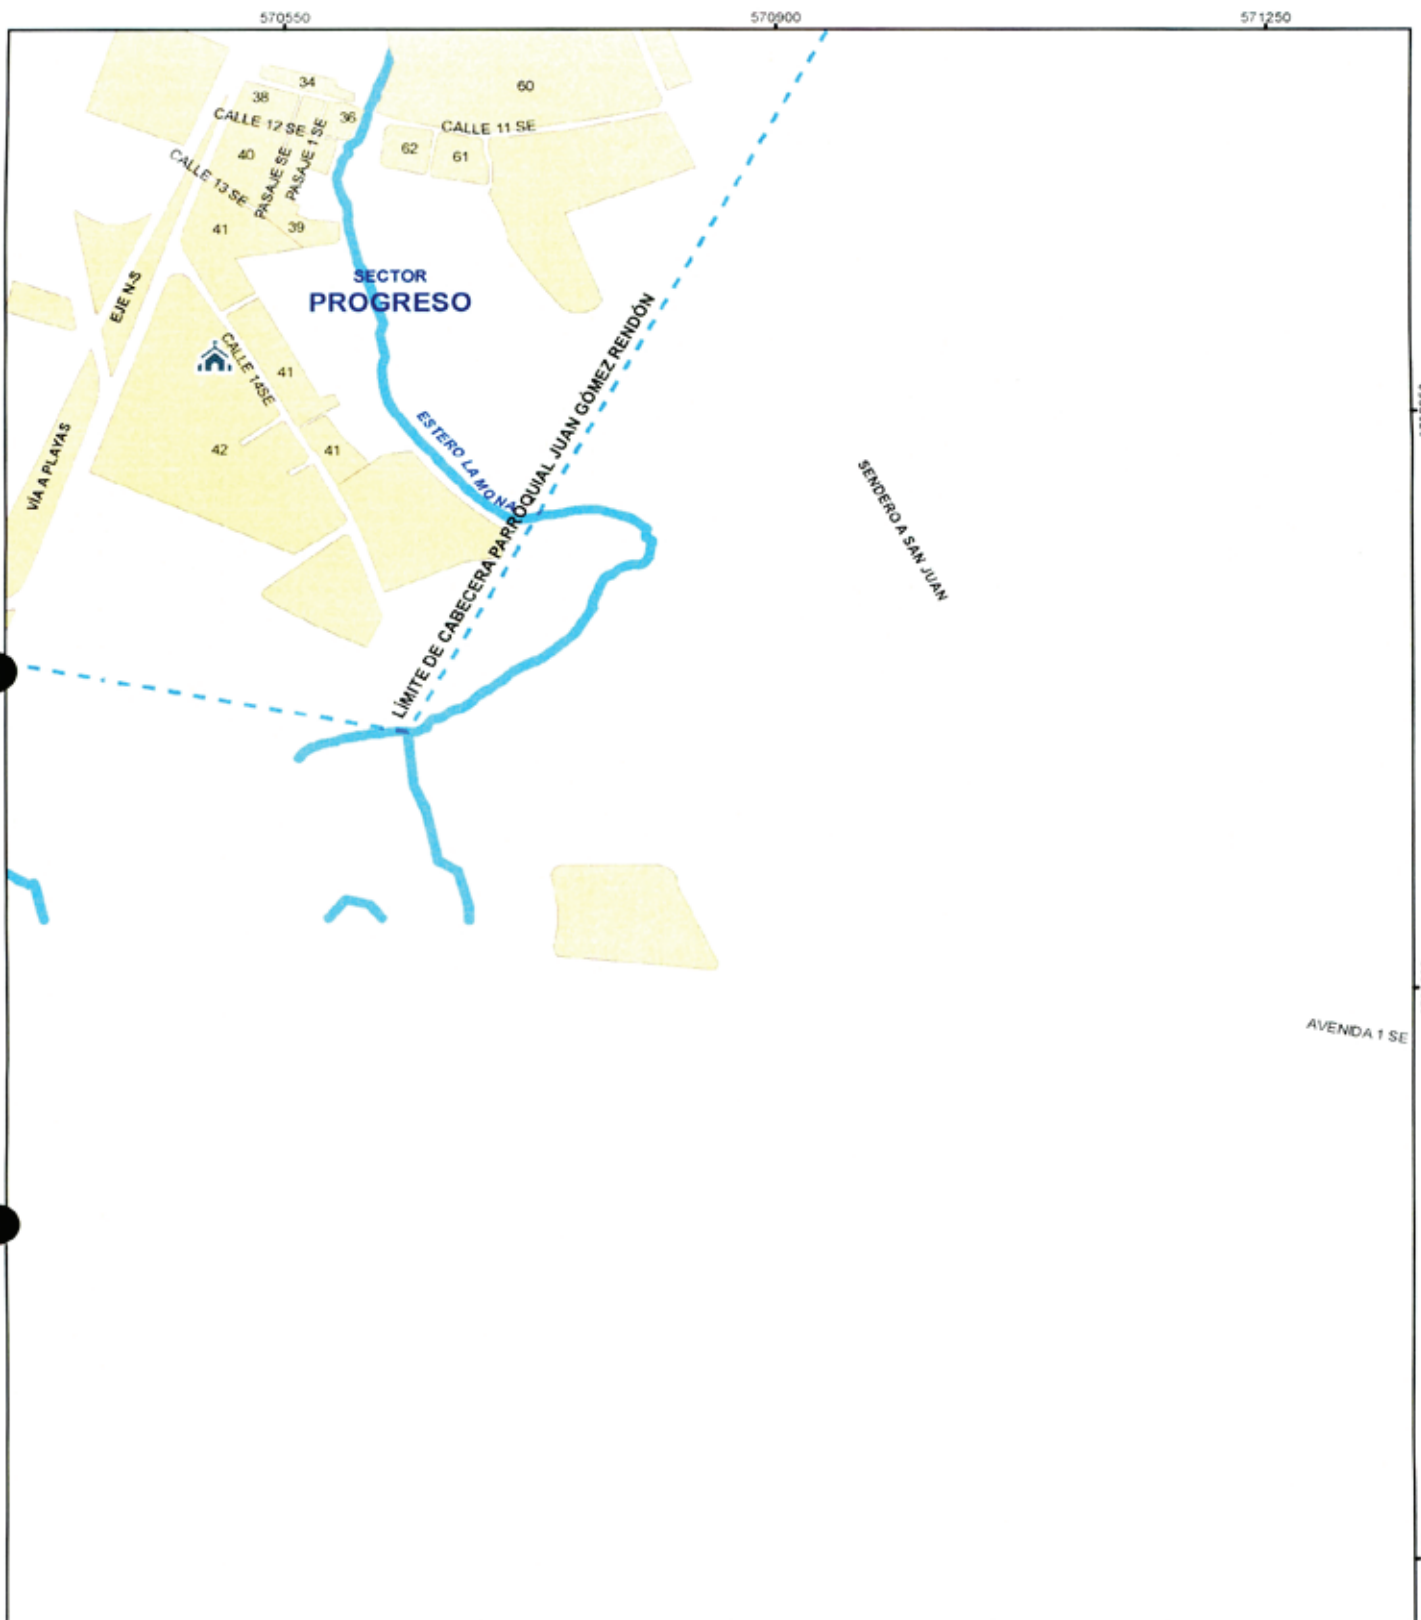 570550
570900
571250
34
60
38
36
CALLE 12 SE
CALLE 11 SE
62
61
40
PASAJE SE
PASAJE 1 SE
CALLE 13 SE
41
39
EJE N-S
SECTOR
PROGRESO
CALLE 14SE
41
VÍA A PLAYAS
42
41
ESTERO LA MONA
LÍMITE DE CABECERA PARROQUIAL JUAN GÓMEZ RENDÓN
SENDERO A SAN JUAN
AVENIDA 1 SE